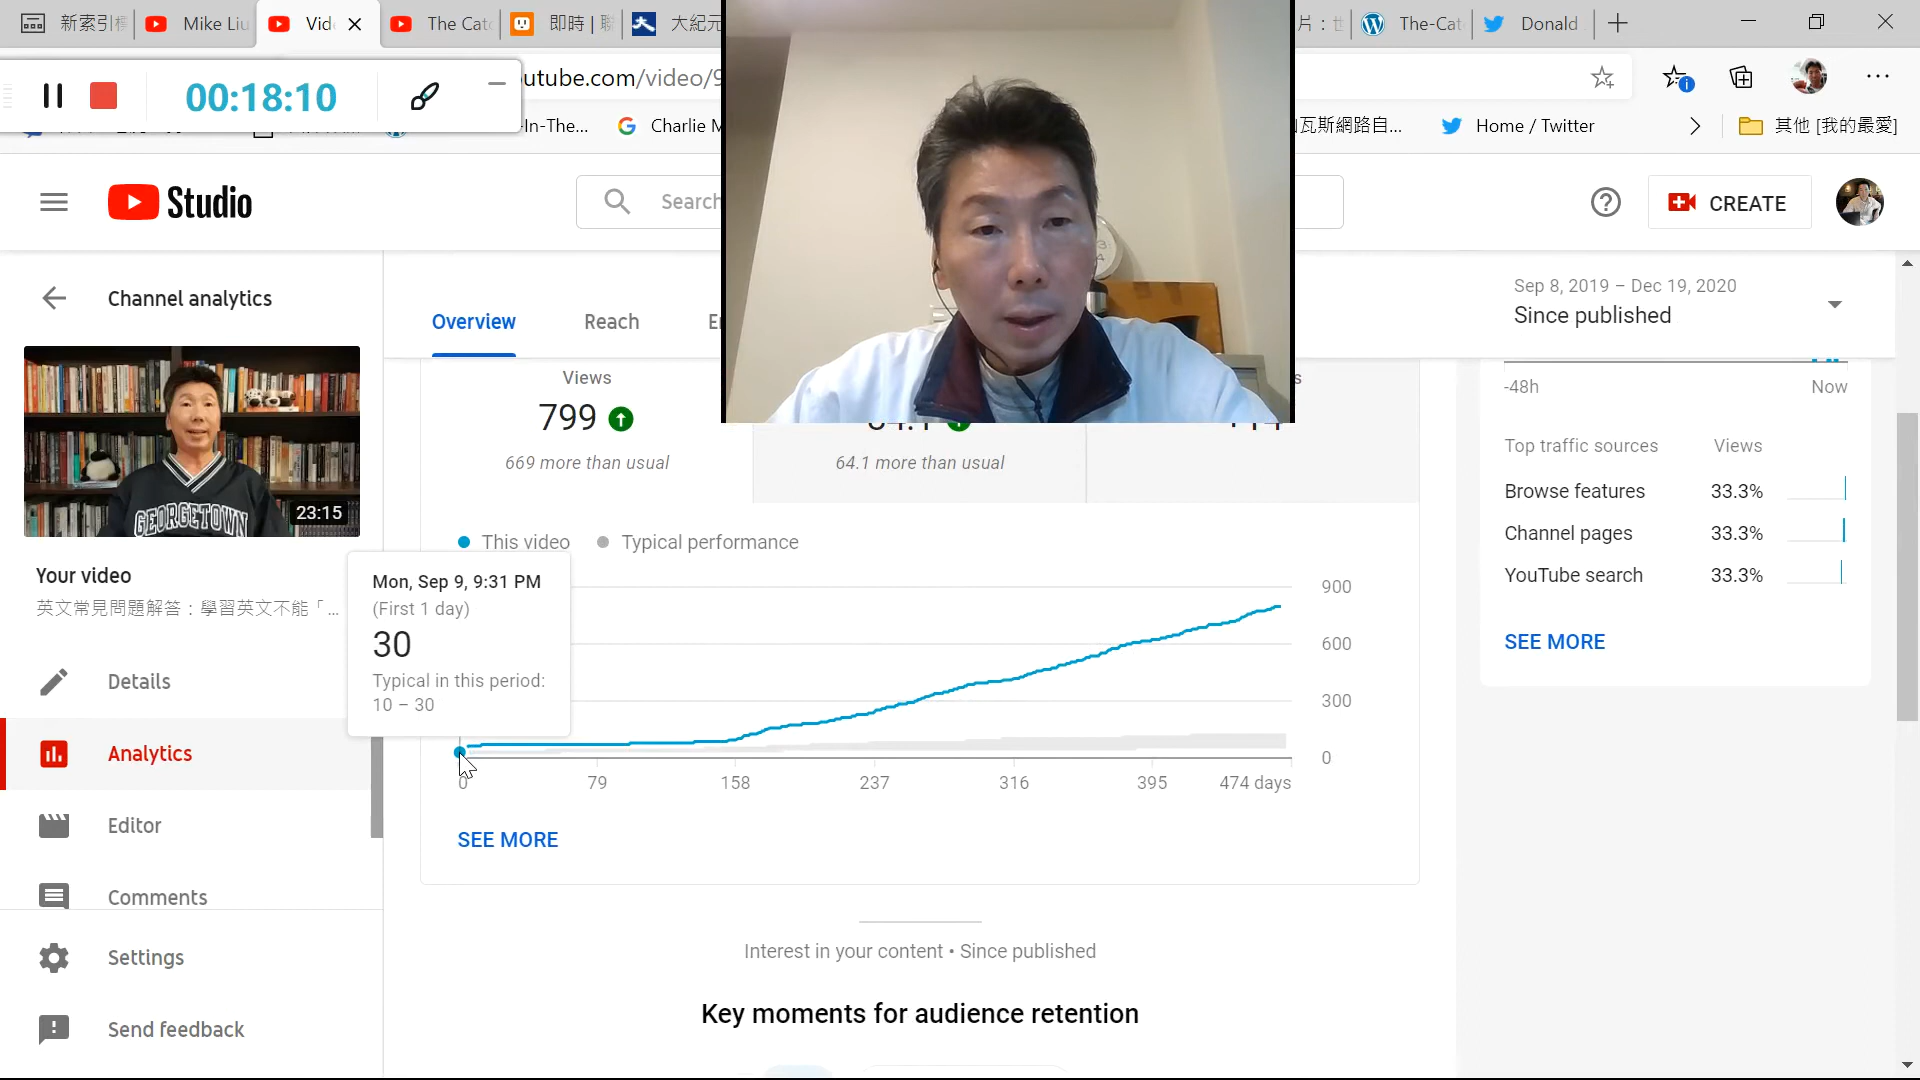 新索引標
Mike Liu
Vid
The Catc
即時 | 聯
大紀元
片：世
The-Catc
Donald
00:18:10
utube.com/video/9
-In-The...
Charlie M
瓦斯網路自...
Home / Twitter
其他 [我的最愛]
Studio
Search
CREATE
Channel analytics
Overview
Reach
Sep 8, 2019 – Dec 19, 2020
Since published
23:15
Your video
英文常見問題解答：學習英文不能「...
Details
Analytics
Editor
Comments
Settings
Send feedback
Views
799
669 more than usual
64.1 more than usual
This video
Typical performance
Mon, Sep 9, 9:31 PM
(First 1 day)
30
Typical in this period:
10 – 30
900
600
300
0
0
79
158
237
316
395
474 days
SEE MORE
Interest in your content • Since published
Key moments for audience retention
-48h
Now
Top traffic sources
Views
Browse features
33.3%
Channel pages
33.3%
YouTube search
33.3%
SEE MORE
GEORGETOWN